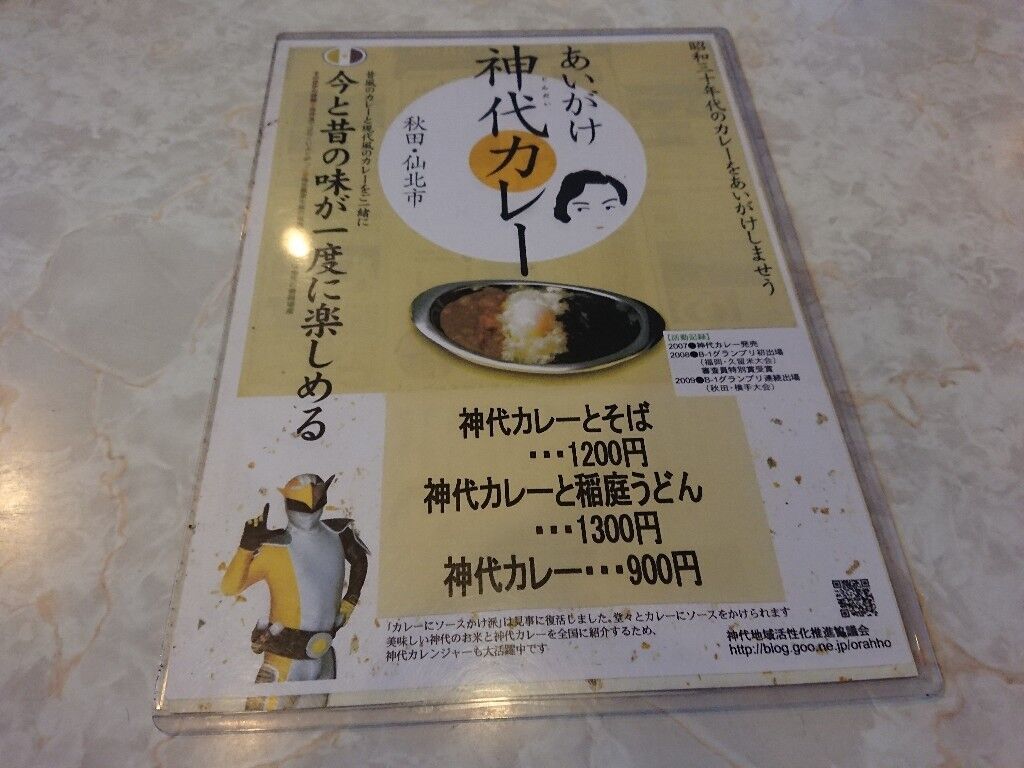 昭和三十年代のカレーをあいがけしませう
あいがけ
神代カレー
じんだい
秋田・仙北市
昔風のカレーと現代風のカレーをご一緒に
今と昔の味が一度に楽しめる
【活動記録】
2007●神代カレー発売
2008●B-1グランプリ初出場
(福岡・久留米大会)
審査員特別賞受賞
2009●B-1グランプリ連続出場
(秋田・横手大会)
神代カレーとそば
・・・1200円
神代カレーと稲庭うどん
・・・1300円
神代カレー・・・900円
「カレーにソースかけ派」は見事に復活しました。堂々とカレーにソースをかけられます
美味しい神代のお米と神代カレーを全国に紹介するため、
神代カレンジャーも大活躍中です
神代地域活性化推進協議会
http://blog.goo.ne.jp/orahho